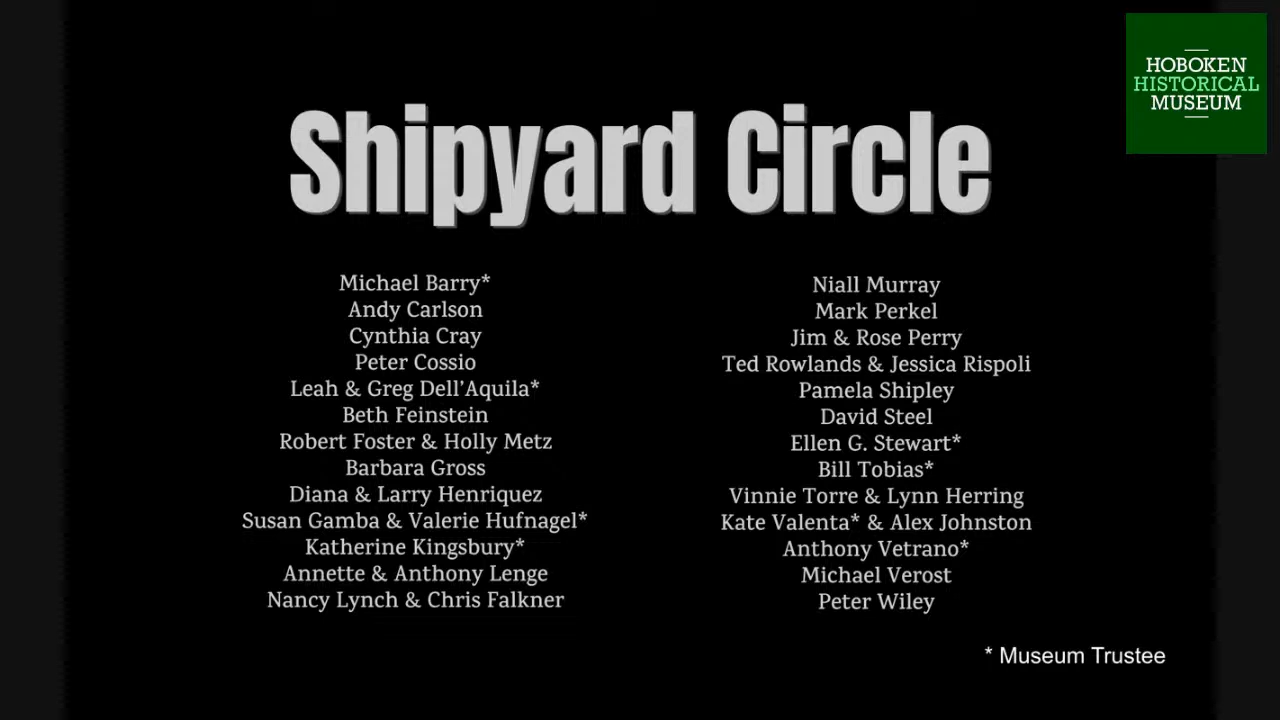 HOBOKEN
HISTORICAL
MUSEUM
Shipyard Circle
Michael Barry*
Andy Carlson
Cynthia Cray
Peter Cossio
Leah & Greg Dell'Aquila*
Beth Feinstein
Robert Foster & Holly Metz
Barbara Gross
Diana & Larry Henriquez
Susan Gamba & Valerie Hufnagel*
Katherine Kingsbury*
Annette & Anthony Lenge
Nancy Lynch & Chris Falkner
Niall Murray
Mark Perkel
Jim & Rose Perry
Ted Rowlands & Jessica Rispoli
Pamela Shipley
David Steel
Ellen G. Stewart*
Bill Tobias*
Vinnie Torre & Lynn Herring
Kate Valenta* & Alex Johnston
Anthony Vetrano*
Michael Verost
Peter Wiley
* Museum Trustee